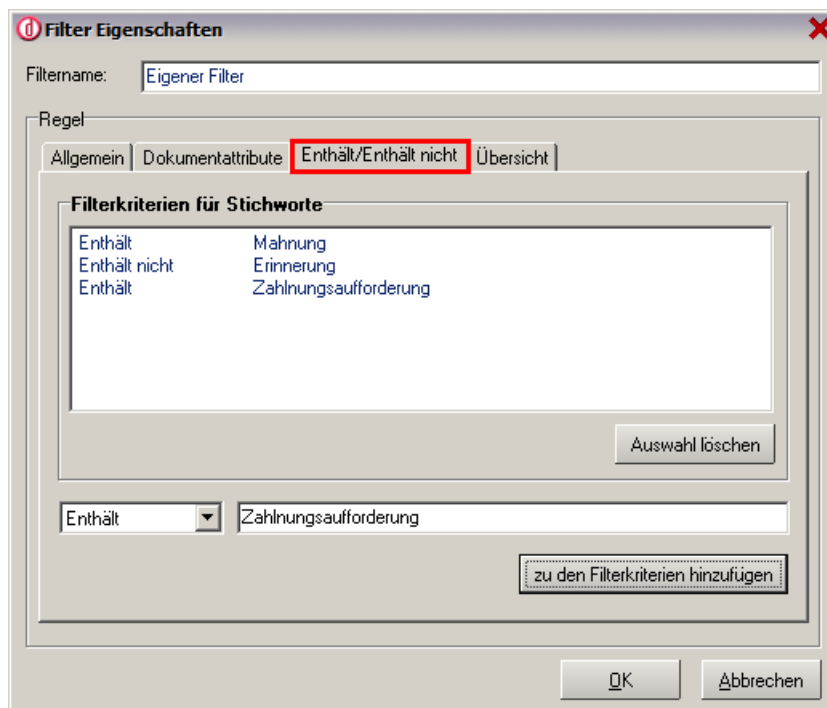 Filter Eigenschaften
Filtername: Eigener Filter
Regel
Allgemein Dokumentattribute Enthält/Enthält nicht Übersicht
Filterkriterien für Stichworte
Enthält Mahnung
Enthält nicht Erinnerung
Enthält Zahlnungsaufforderung
Auswahl löschen
Enthält Zahlnungsaufforderung
zu den Filterkriterien hinzufügen
OK Abbrechen